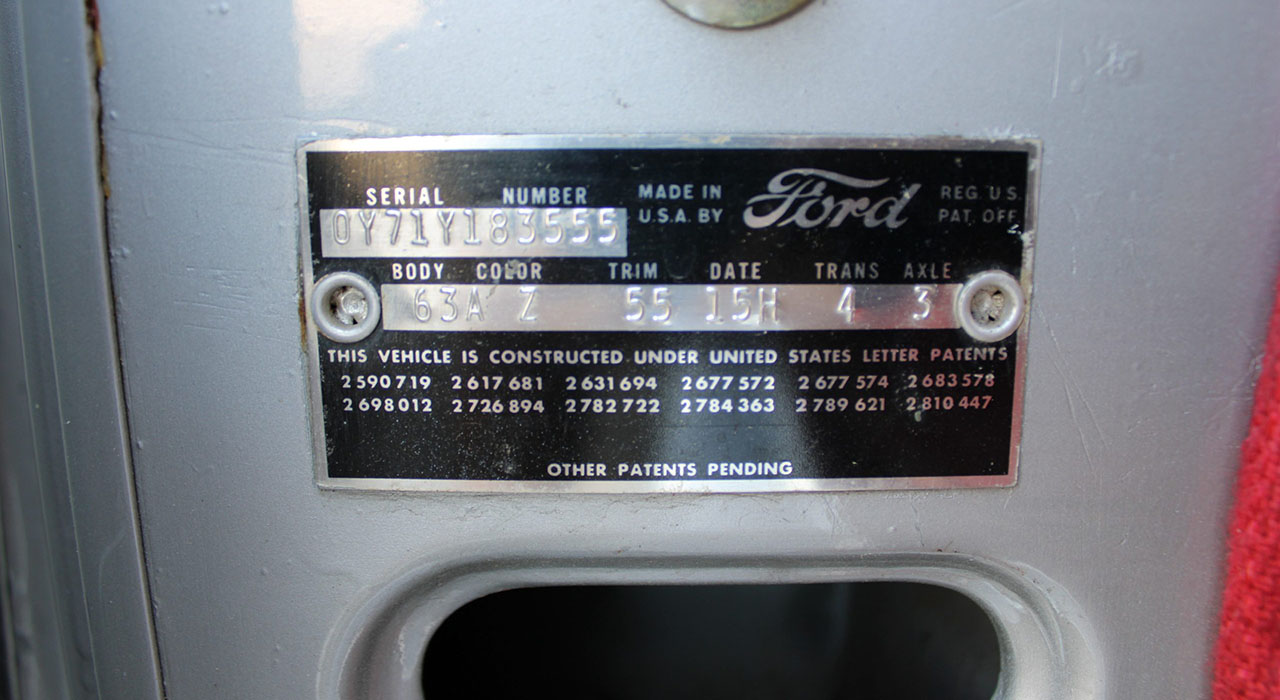 SERIAL NUMBER MADE IN Ford REG. U.S.
0Y71Y183555 U.S.A. BY PAT. OFF.
BODY COLOR TRIM DATE TRANS AXLE
63A Z 55 15H 4 3
THIS VEHICLE IS CONSTRUCTED UNDER UNITED STATES LETTER PATENTS
2 590 719 2 617 681 2 631 694 2 677 572 2 677 574 2 683 578
2 698 012 2 726 894 2 782 722 2 784 363 2 789 621 2 810 447
OTHER PATENTS PENDING